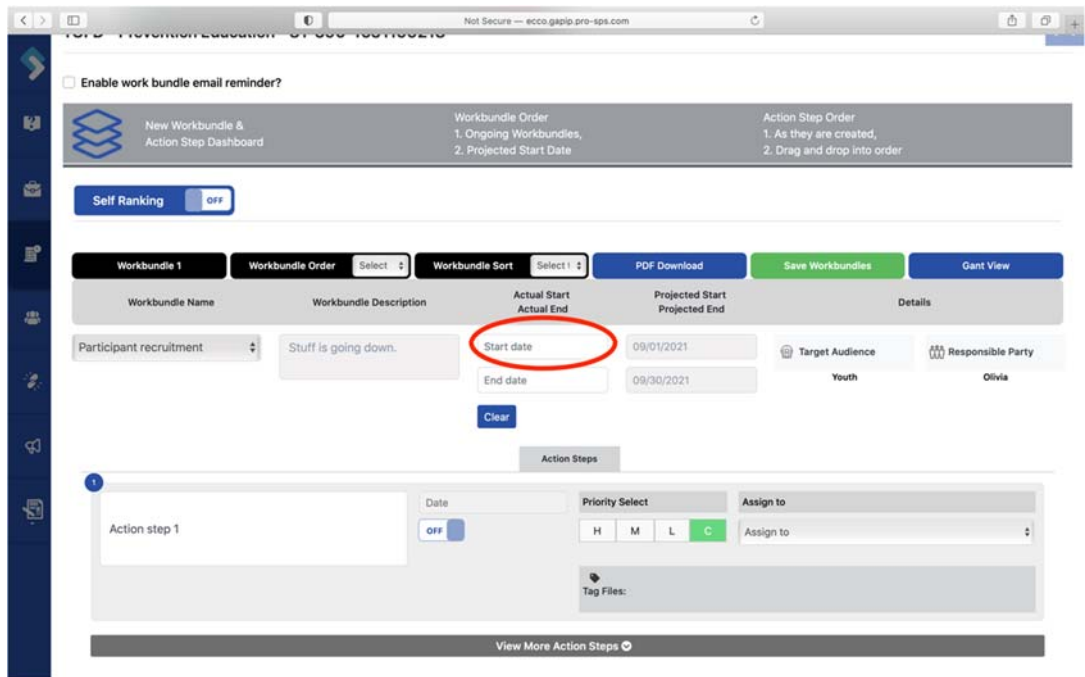 Not Secure — ecco.gapip.pro-sps.com
Enable work bundle email reminder?
New Workbundle &
Action Step Dashboard
Workbundle Order
1. Ongoing Workbundles,
2. Projected Start Date
Action Step Order
1. As they are created,
2. Drag and drop into order
Self Ranking OFF
Workbundle 1 Workbundle Order Select Workbundle Sort Select PDF Download Save Workbundles Gant View
Workbundle Name Workbundle Description Actual Start Projected Start Details
Actual End Projected End
Participant recruitment Stuff is going down. Start date 09/01/2021 Target Audience Responsible Party
Youth Olivia
End date 09/30/2021
Clear
Action Steps
1
Date Priority Select Assign to
Action step 1 OFF H M L C Assign to
Tag Files:
View More Action Steps